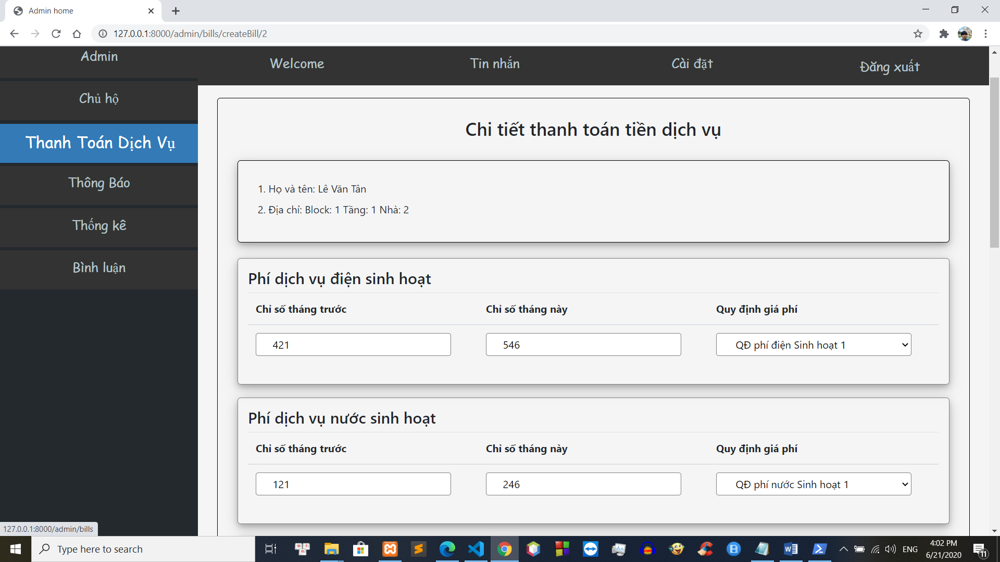 Admin home
127.0.0.1:8000/admin/bills/createBill/2
Admin
Welcome
Tin nhắn
Cài đặt
Đăng xuất
Chủ hộ
Thanh Toán Dịch Vụ
Thông Báo
Thống kê
Bình luận
Chi tiết thanh toán tiền dịch vụ
1. Họ và tên: Lê Văn Tân
2. Địa chỉ: Block: 1 Tầng: 1 Nhà: 2
Phí dịch vụ điện sinh hoạt
Chỉ số tháng trước
Chỉ số tháng này
Quy định giá phí
421
546
QĐ phí điện Sinh hoạt 1
Phí dịch vụ nước sinh hoạt
Chỉ số tháng trước
Chỉ số tháng này
Quy định giá phí
121
246
QĐ phí nước Sinh hoạt 1
127.0.0.1:8000/admin/bills
Type here to search
ENG
4:02 PM
6/21/2020
11